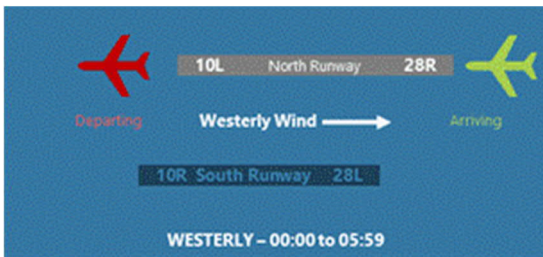 10L North Runway 28R
Departing
Westerly Wind
Arriving
10R South Runway 28L
WESTERLY – 00:00 to 05:59